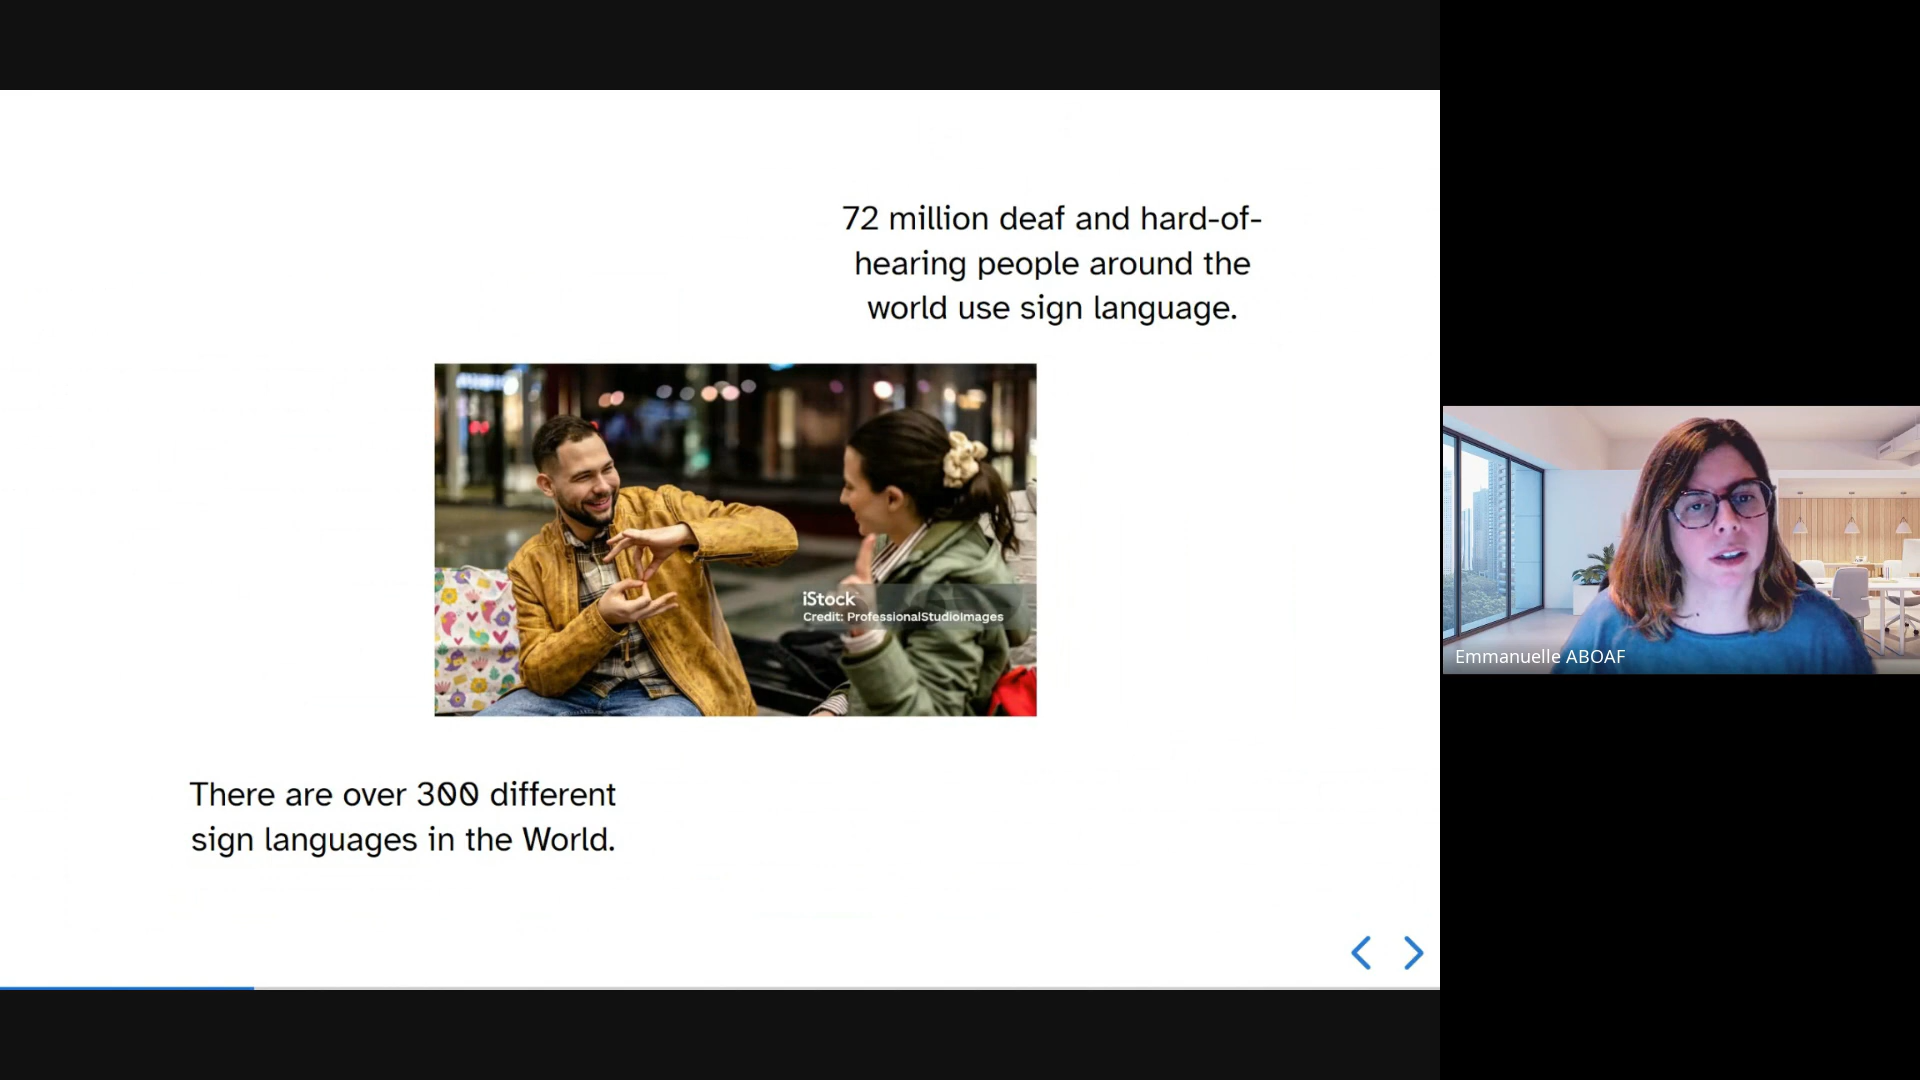 72 million deaf and hard-of-
hearing people around the
world use sign language.
iStock
Credit: ProfessionalStudioImages
There are over 300 different
sign languages in the World.
Emmanuelle ABOAF